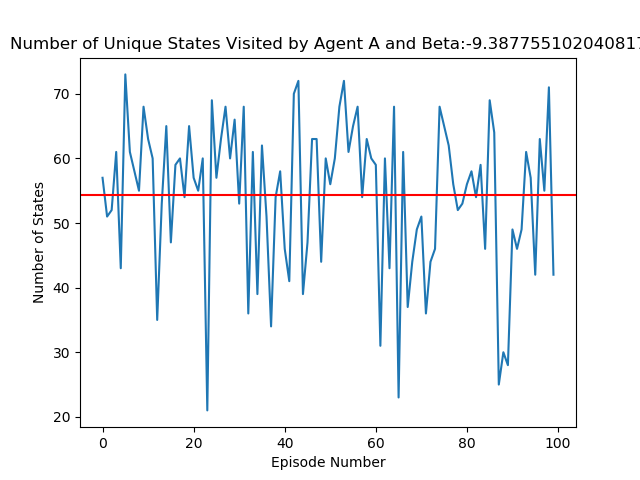 Number of Unique States Visited by Agent A and Beta:-9.387755102040817
70
60
50
40
30
20
Number of States
0 20 40 60 80 100
Episode Number